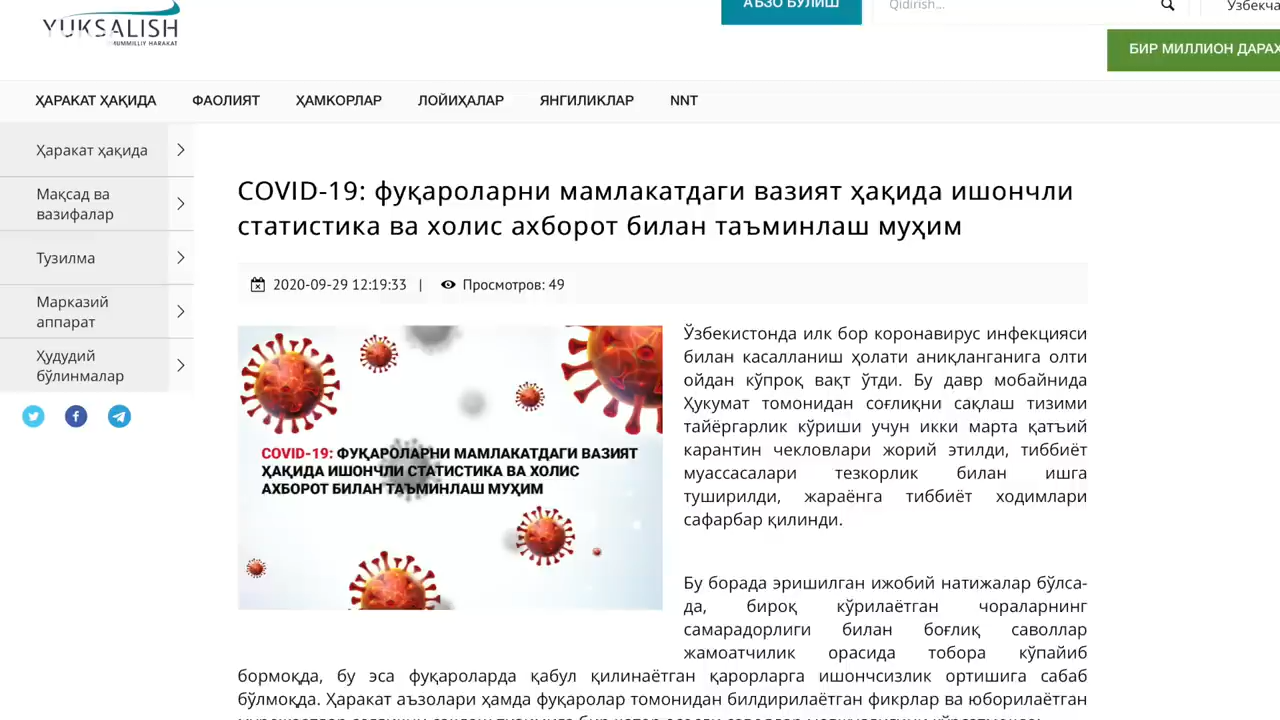 YUKSALISH
UMUMMILLIY HARAKAT
АЪЗО БЎЛИШ
Qidirish...
Ўзбекча
БИР МИЛЛИОН ДАРАХ
ҲАРАКАТ ҲАҚИДА
ФАОЛИЯТ
ҲАМКОРЛАР
ЛОЙИҲАЛАР
ЯНГИЛИКЛАР
NNT
Ҳаракат ҳақида
Мақсад ва
вазифалар
Тузилма
Марказий
аппарат
Ҳудудий
бўлинмалар
COVID-19: фуқароларни мамлакатдаги вазият ҳақида ишончли
статистика ва холис ахборот билан таъминлаш муҳим
2020-09-29 12:19:33 | Просмотров: 49
COVID-19: ФУҚАРОЛАРНИ МАМЛАКАТДАГИ ВАЗИЯТ
ҲАҚИДА ИШОНЧЛИ СТАТИСТИКА ВА ХОЛИС
АХБОРОТ БИЛАН ТАЪМИНЛАШ МУҲИМ
Ўзбекистонда илк бор коронавирус инфекцияси
билан касалланиш ҳолати аниқланганига олти
ойдан кўпроқ вақт ўтди. Бу давр мобайнида
Ҳукумат томонидан соғлиқни сақлаш тизими
тайёргарлик кўриши учун икки марта қатъий
карантин чекловлари жорий этилди, тиббиёт
муассасалари тезкорлик билан ишга
туширилди, жараёнга тиббиёт ходимлари
сафарбар қилинди.
Бу борада эришилган ижобий натижалар бўлса-
да, бироқ кўрилаётган чораларнинг
самарадорлиги билан боғлиқ саволлар
жамоатчилик орасида тобора кўпайиб
бормоқда, бу эса фуқароларда қабул қилинаётган қарорларга ишончсизлик ортишига сабаб
бўлмоқда. Ҳаракат аъзолари ҳамда фуқаролар томонидан билдирилаётган фикрлар ва юборилаётган